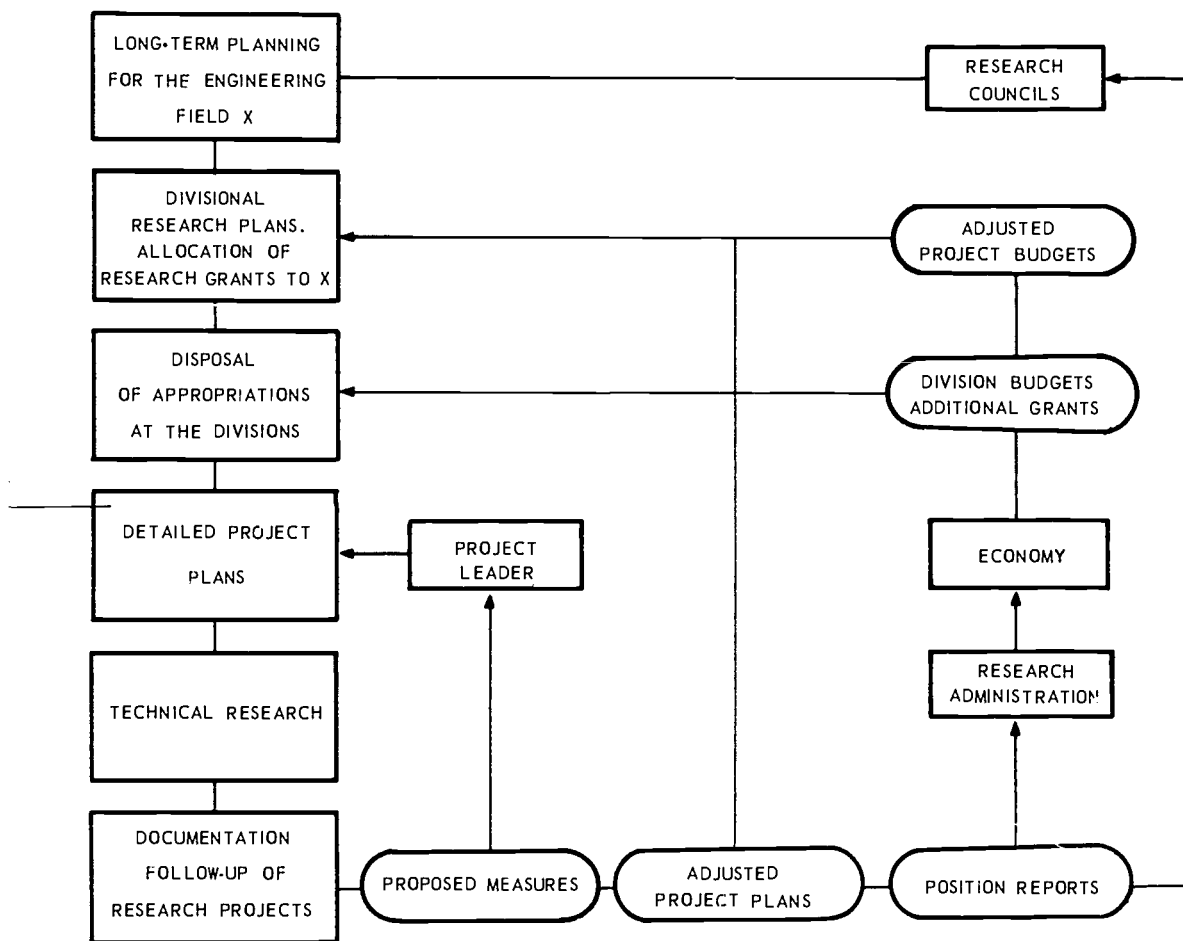 LONG-TERM PLANNING
FOR THE ENGINEERING
FIELD X
RESEARCH
COUNCILS
DIVISIONAL
RESEARCH PLANS.
ALLOCATION OF
RESEARCH GRANTS TO X
ADJUSTED
PROJECT BUDGETS
DISPOSAL
OF APPROPRIATIONS
AT THE DIVISIONS
DIVISION BUDGETS
ADDITIONAL GRANTS
DETAILED PROJECT
PLANS
PROJECT
LEADER
ECONOMY
TECHNICAL RESEARCH
RESEARCH
ADMINISTRATION
DOCUMENTATION
FOLLOW-UP OF
RESEARCH PROJECTS
PROPOSED MEASURES
ADJUSTED
PROJECT PLANS
POSITION REPORTS